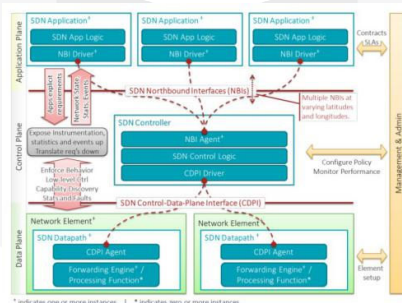 Application Plane
SDN Application⁺
SDN App Logic
NBI Driver⁺
SDN Application⁺
SDN App Logic
NBI Driver⁺
SDN Application⁺
SDN App Logic
NBI Driver⁺
Contracts
SLAs
Apps explicit
requirements
Network State
Stats, Events
SDN Northbound Interfaces (NBIs)
Multiple NBIs at
varying latitudes
and longitudes.
Control Plane
Expose Instrumentation,
statistics and events up
Translate req's down
SDN Controller
NBI Agent⁺
SDN Control Logic
CDPI Driver
Configure Policy
Monitor Performance
Management & Admin
Enforce Behavior
Low-level Ctrl
Capability Discovery
Stats and Faults
SDN Control-Data-Plane Interface (CDPI)
Data Plane
Network Element⁺
SDN Datapath⁺
CDPI Agent
Forwarding Engine* /
Processing Function*
Network Element⁺
SDN Datapath⁺
CDPI Agent
Forwarding Engine* /
Processing Function*
Element
setup
⁺ indicates one or more instances | * indicates zero or more instances